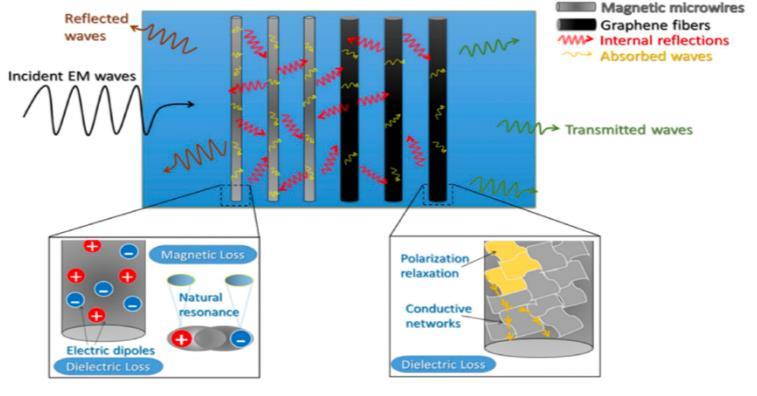 Reflected
waves
Incident EM waves
Magnetic microwires
Graphene fibers
Internal reflections
Absorbed waves
Transmitted waves
Magnetic Loss
Natural
resonance
+
-
+
+
-
-
-
+
+
-
Electric dipoles
Dielectric Loss
Polarization
relaxation
Conductive
networks
Dielectric Loss